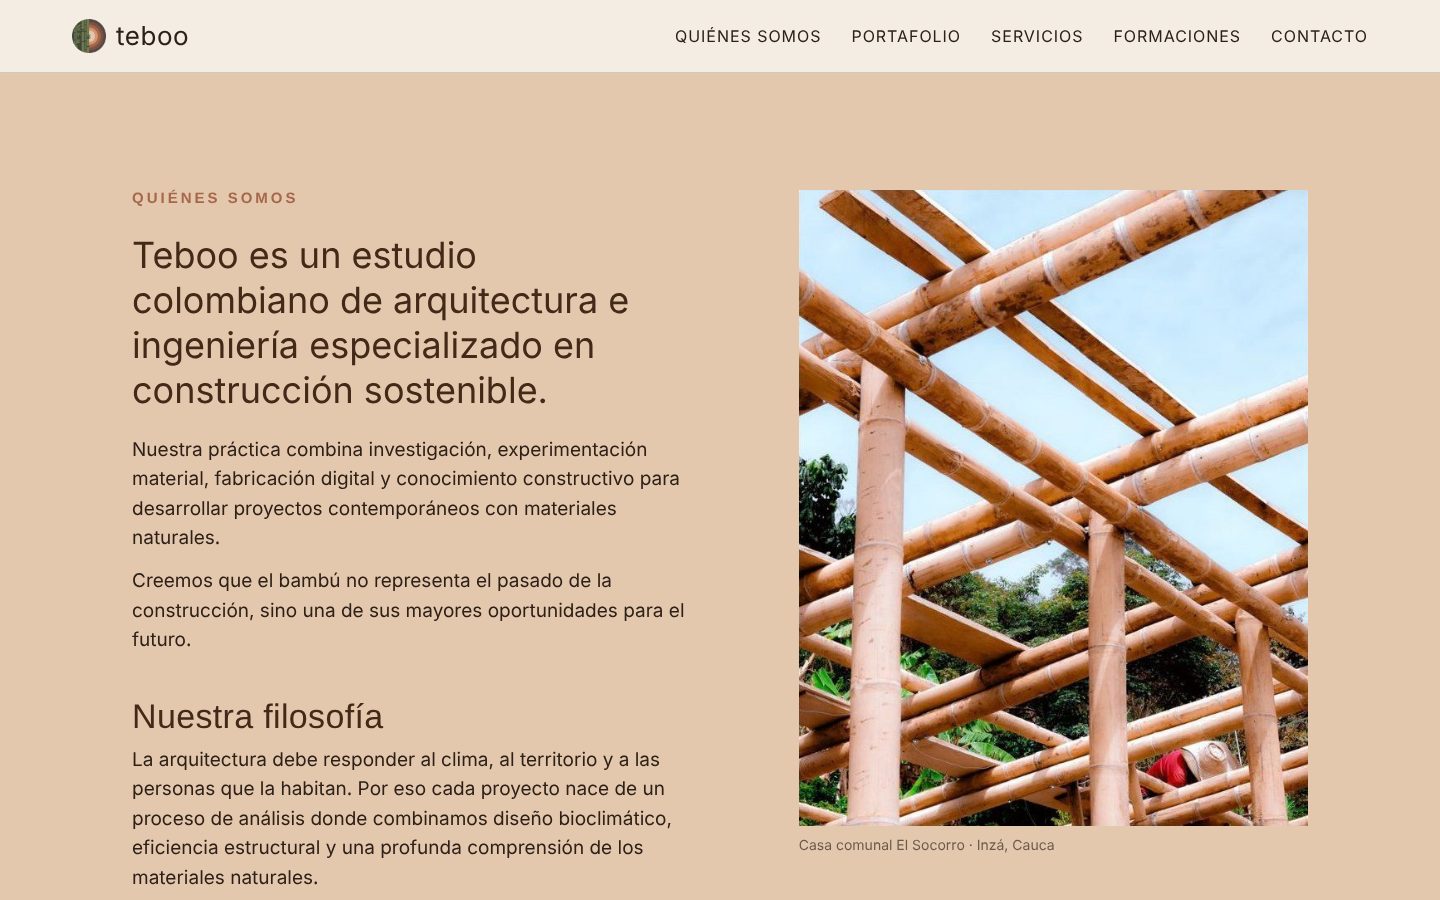 teboo
QUIÉNES SOMOS
PORTAFOLIO
SERVICIOS
FORMACIONES
CONTACTO
QUIÉNES SOMOS
Teboo es un estudio
colombiano de arquitectura e
ingeniería especializado en
construcción sostenible.
Nuestra práctica combina investigación, experimentación
material, fabricación digital y conocimiento constructivo para
desarrollar proyectos contemporáneos con materiales
naturales.
Creemos que el bambú no representa el pasado de la
construcción, sino una de sus mayores oportunidades para el
futuro.
Nuestra filosofía
La arquitectura debe responder al clima, al territorio y a las
personas que la habitan. Por eso cada proyecto nace de un
proceso de análisis donde combinamos diseño bioclimático,
eficiencia estructural y una profunda comprensión de los
materiales naturales.
Casa comunal El Socorro · Inzá, Cauca